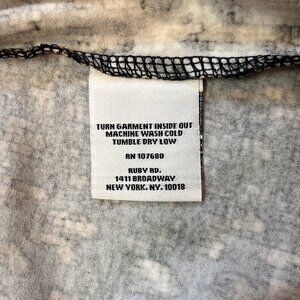 TURN GARMENT INSIDE OUT
MACHINE WASH COLD
TUMBLE DRY LOW
RN 107680
RUBY RD.
1411 BROADWAY
NEW YORK. NY. 10018